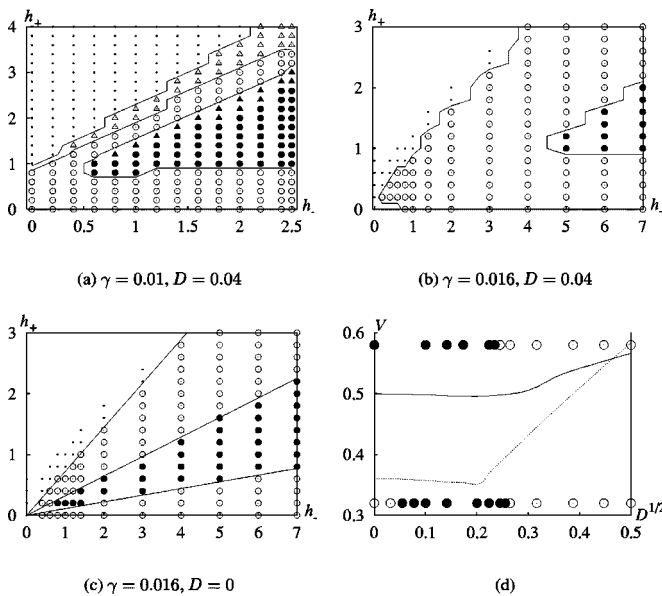 h₊ h₊
4 3
3 2
2 1
1 0
0 0 1 2 3 4 5 6 7
0 0.5 1 1.5 2 2.5
h₋ h₋
(a) γ = 0.01, D = 0.04 (b) γ = 0.016, D = 0.04
h₊ V
3 0.6
2 0.5
1 0.4
0 0.3
0 1 2 3 4 5 6 7 0 0.1 0.2 0.3 0.4 0.5
h₋ D^{1/2}
(c) γ = 0.016, D = 0 (d)